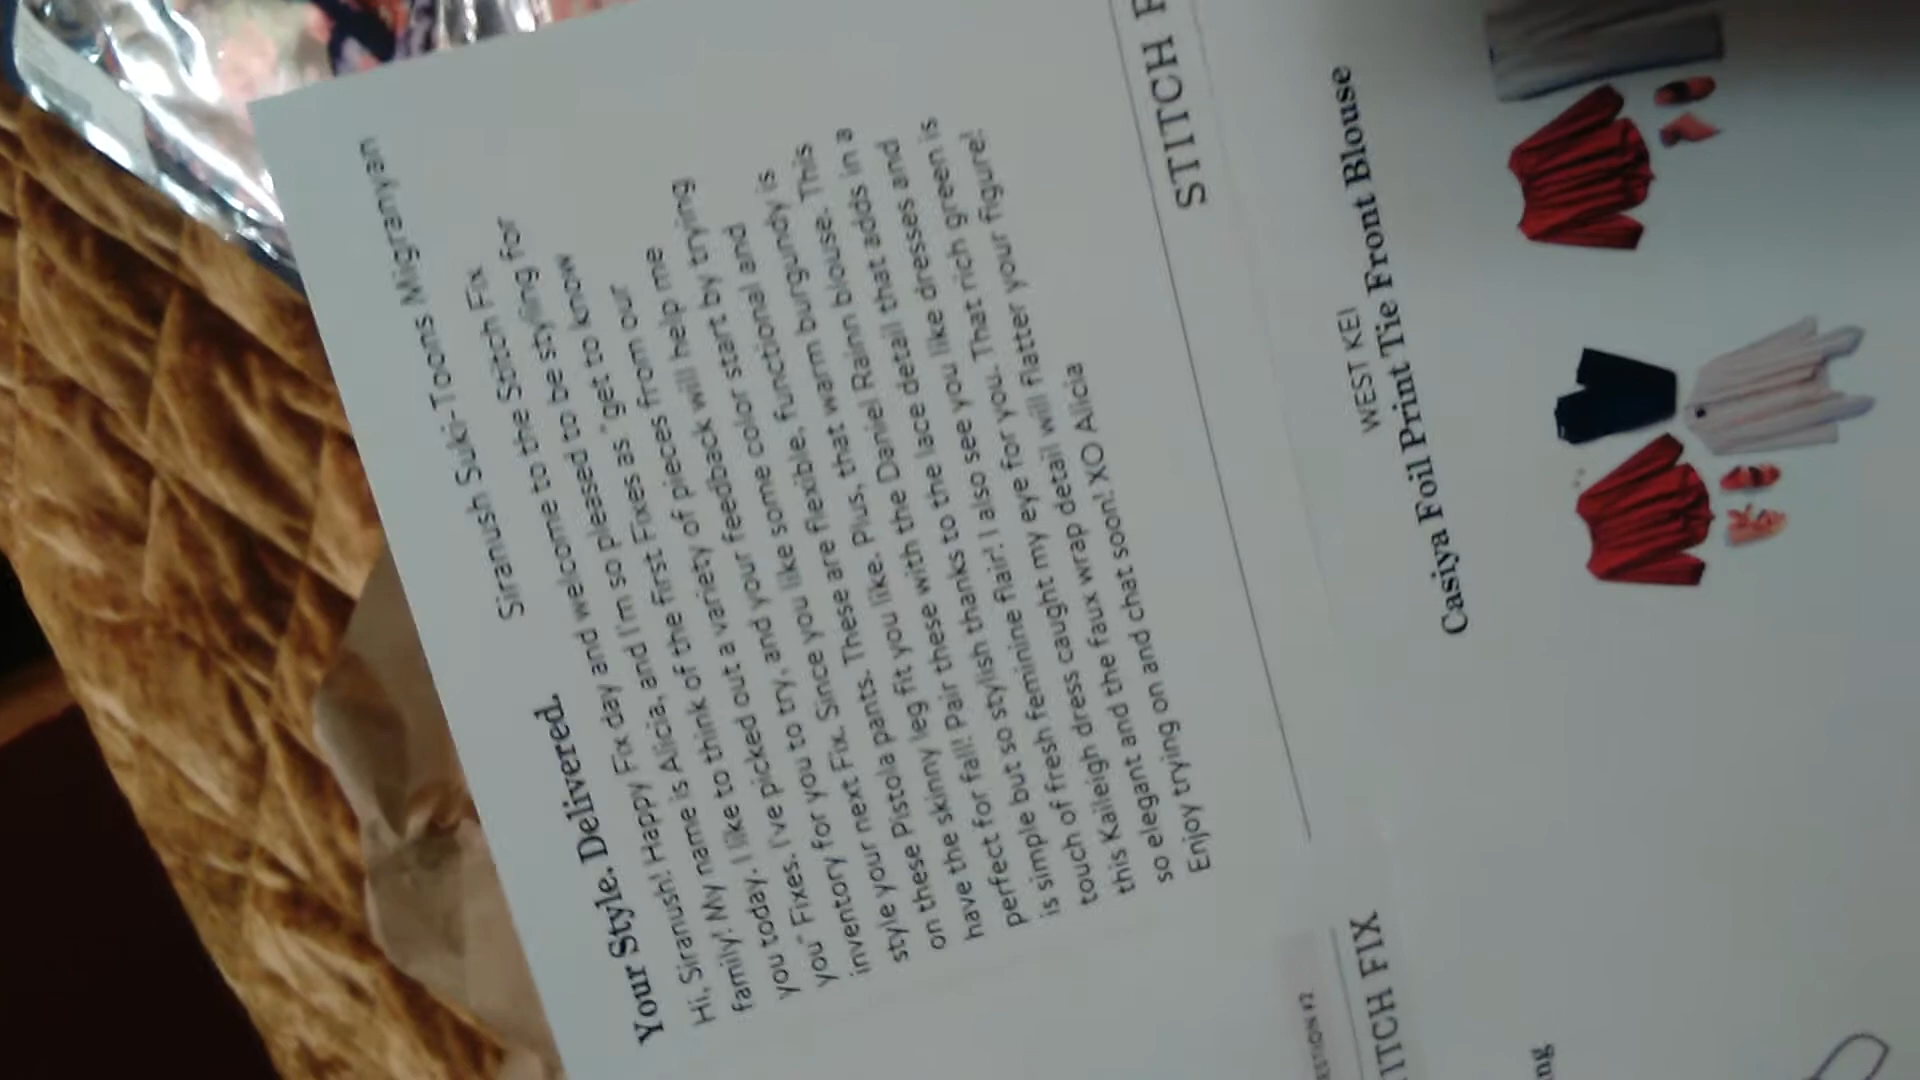 Siranush Suki-Toons Migranyan
Your Style. Delivered.
Hi, Siranush! Happy Fix day and welcome to the Stitch Fix
family! My name is Alicia, and I'm so pleased to be styling for
you today. I like to think of the first Fixes as "get to know
you" Fixes. I've picked out a variety of pieces from our
inventory for you to try, and your feedback will help me
style your next Fix. Since you like some color start by trying
on these Pistola pants. These are flexible, functional and
have the skinny leg fit you like. Plus, that warm burgundy is
perfect for fall! Pair these with the Daniel Rainn blouse. This
is simple but so stylish thanks to the lace detail that adds in a
touch of fresh feminine flair! I also see you like dresses and
this Kaileigh dress caught my eye for you. That rich green is
so elegant and the faux wrap detail will flatter your figure!
Enjoy trying on and chat soon! XO Alicia
STITCH F
WEST KEI
Casiya Foil Print Tie Front Blouse
ITCH FIX
ng